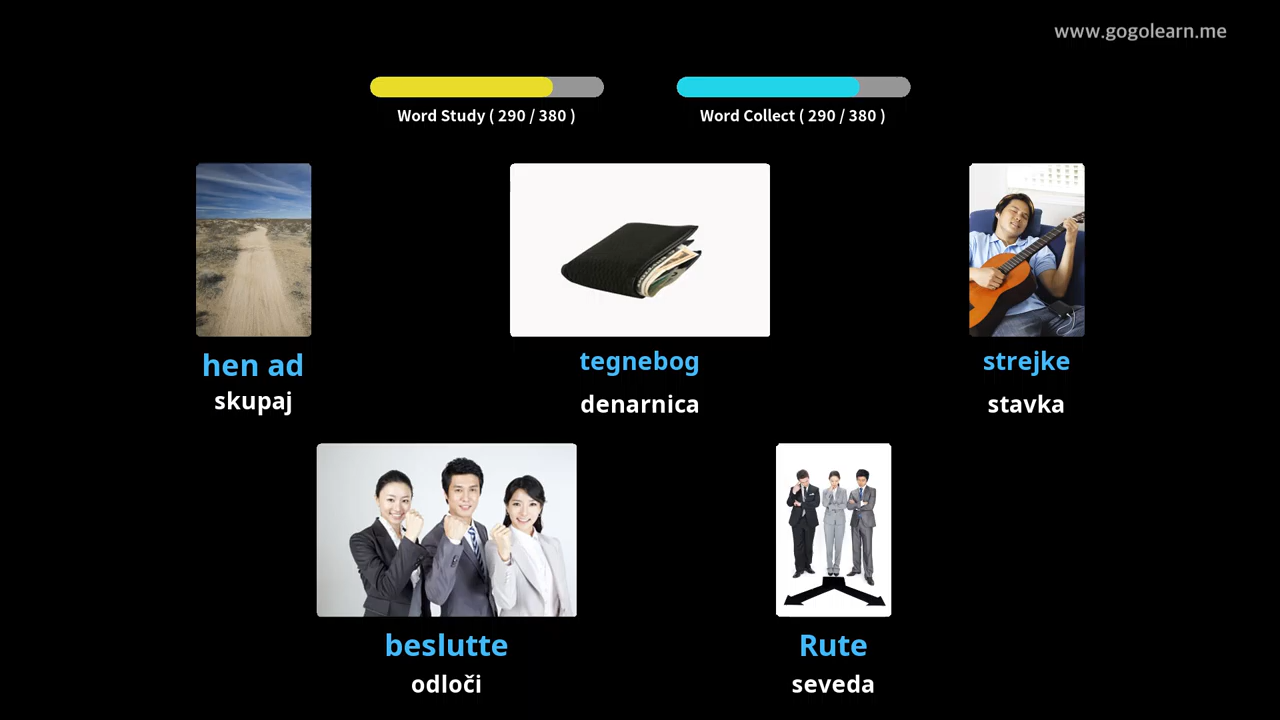 www.gogolearn.me
Word Study ( 290 / 380 )
Word Collect ( 290 / 380 )
hen ad
skupaj
tegnebog
denarnica
strejke
stavka
beslutte
odloči
Rute
seveda